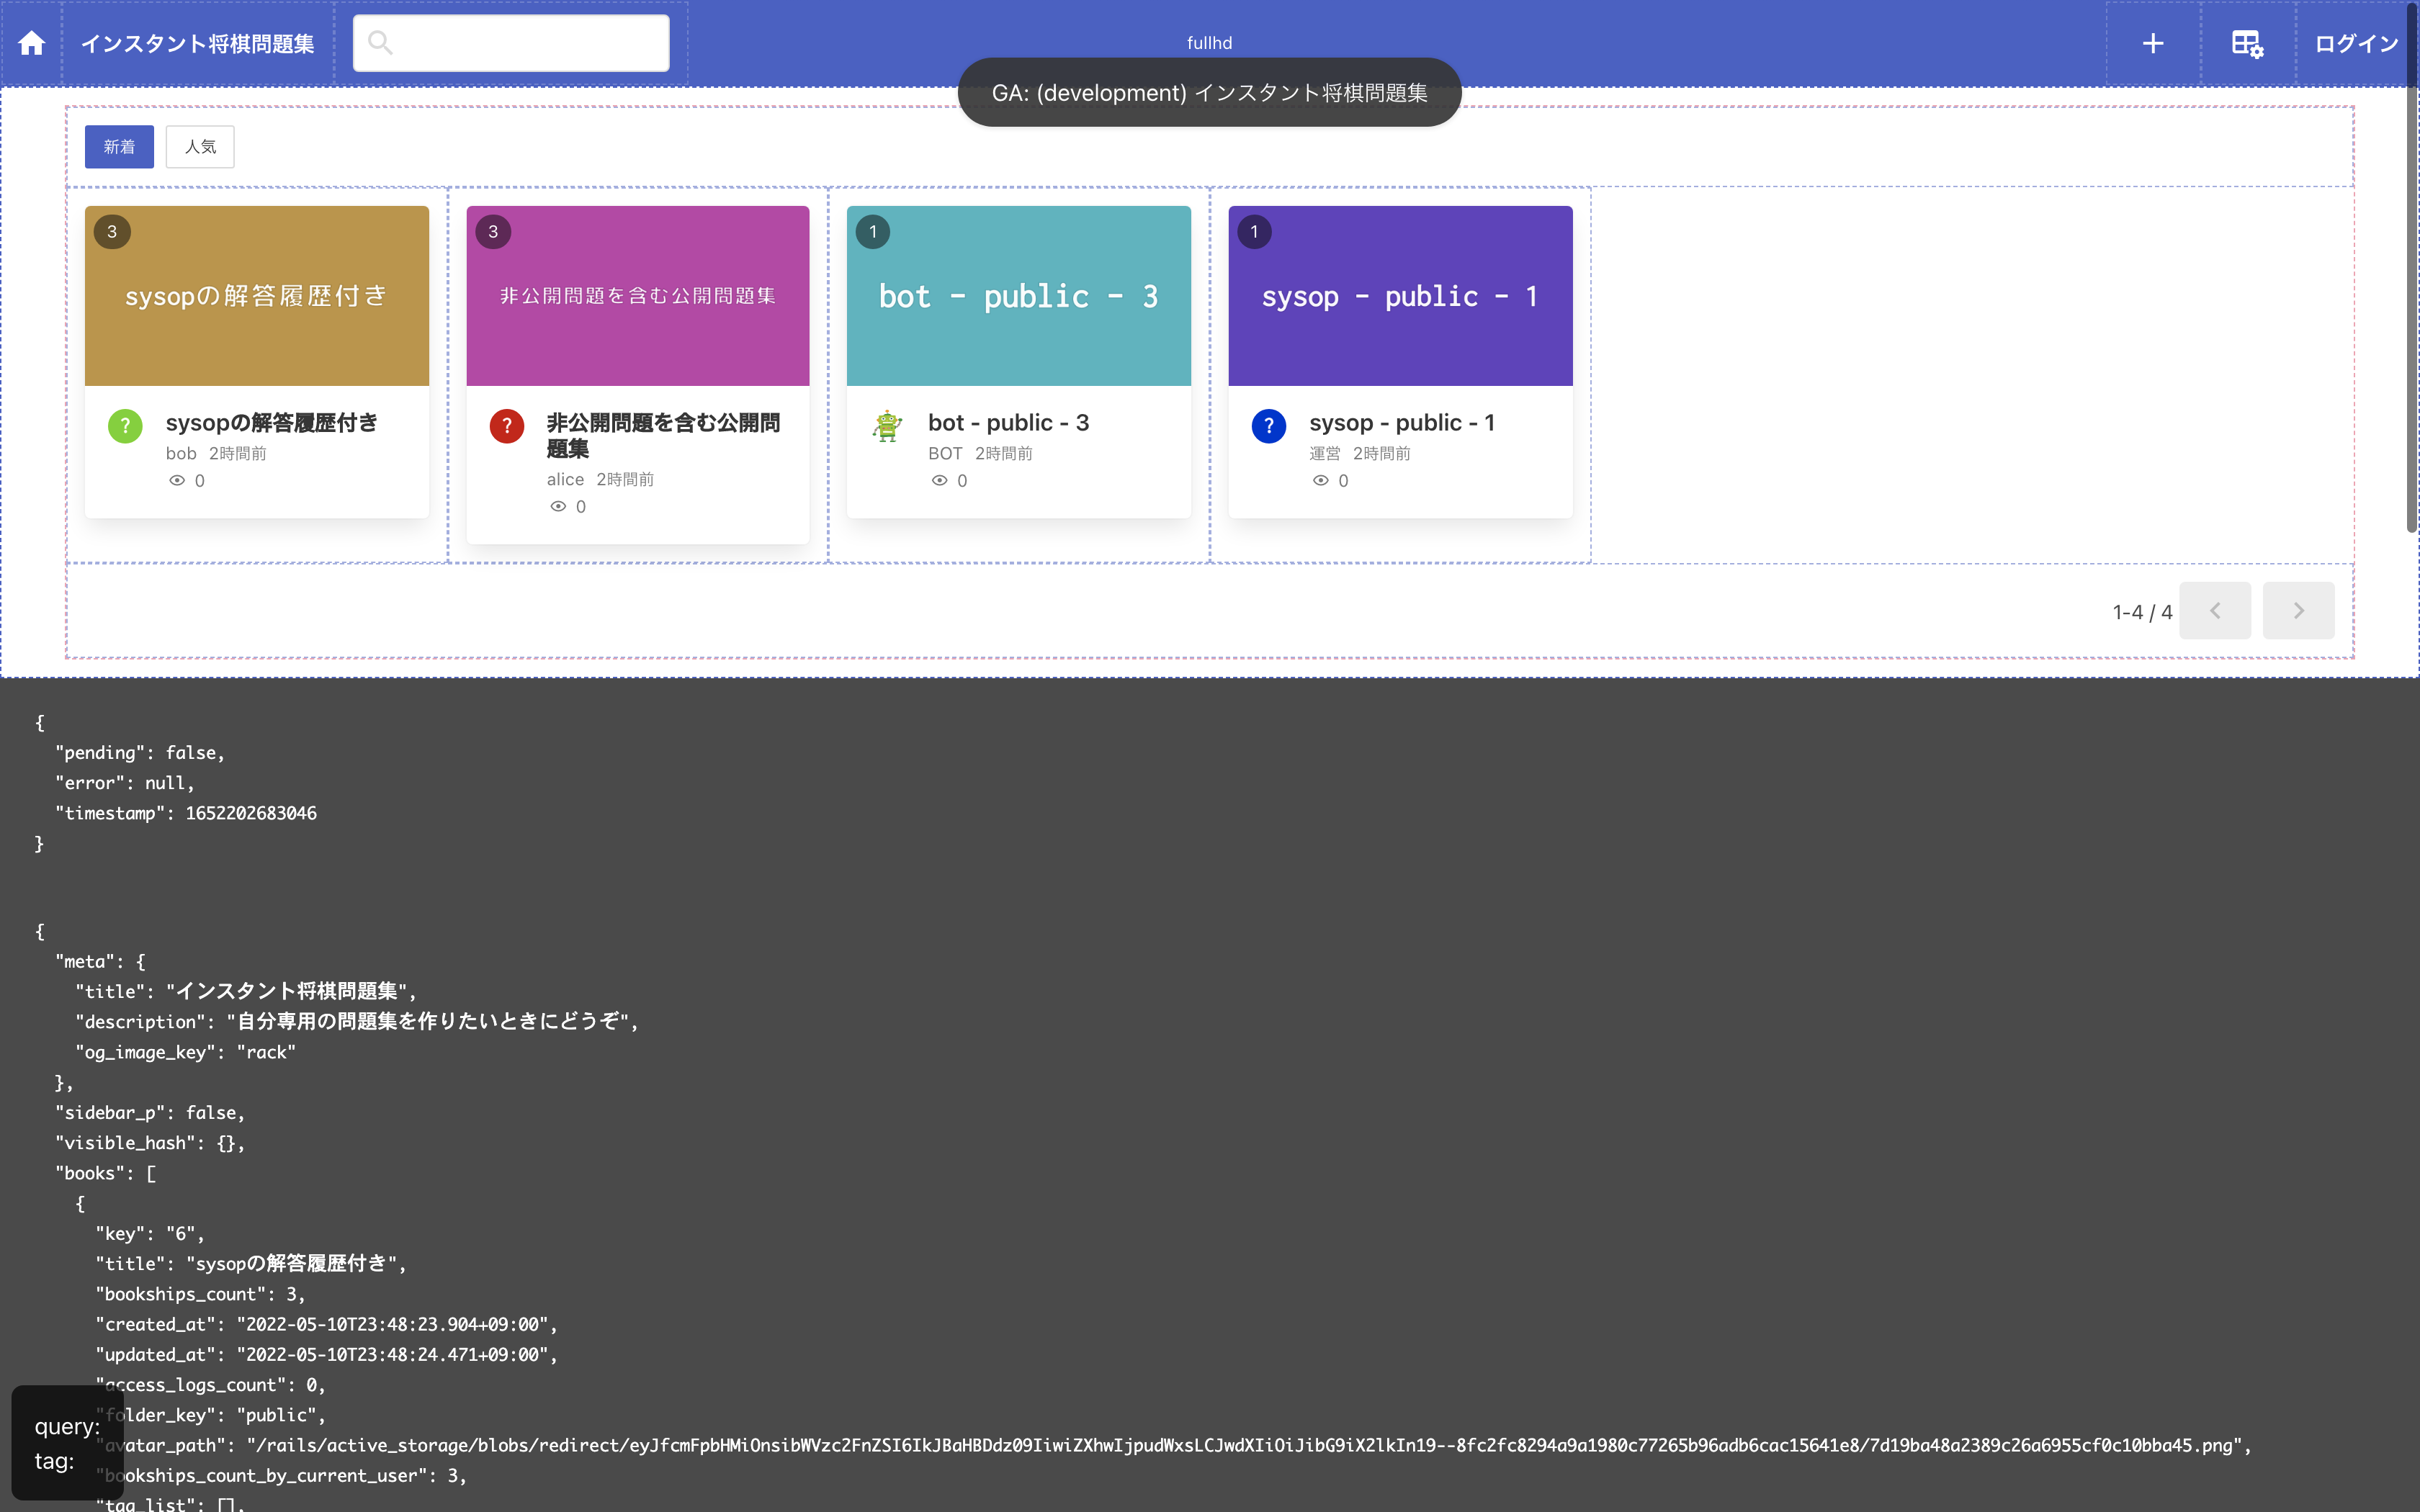 インスタント将棋問題集
fullhd
ログイン
GA: (development) インスタント将棋問題集
新着 人気
3
sysopの解答履歴付き
?
sysopの解答履歴付き
bob 2時間前
0
3
非公開問題を含む公開問題集
?
非公開問題を含む公開問
題集
alice 2時間前
0
1
bot - public - 3
bot - public - 3
BOT 2時間前
0
1
sysop - public - 1
?
sysop - public - 1
運営 2時間前
0
1-4 / 4
{
"pending": false,
"error": null,
"timestamp": 1652202683046
}
{
"meta": {
"title": "インスタント将棋問題集",
"description": "自分専用の問題集を作りたいときにどうぞ",
"og_image_key": "rack"
},
"sidebar_p": false,
"visible_hash": {},
"books": [
{
"key": "6",
"title": "sysopの解答履歴付き",
"bookships_count": 3,
"created_at": "2022-05-10T23:48:23.904+09:00",
"updated_at": "2022-05-10T23:48:24.471+09:00",
"access_logs_count": 0,
"folder_key": "public",
"avatar_path": "/rails/active_storage/blobs/redirect/eyJfcmFpbHMiOnsibWVzc2FnZSI6IkJBaHBDdz09IiwiZXhwIjpudWxsLCJwdXIiOiJibG9iX2lkIn19--8fc2fc8294a9a1980c77265b96adb6cac15641e8/7d19ba48a2389c26a6955cf0c10bba45.png",
"bookships_count_by_current_user": 3,
"tag_list": [],
query:
tag: